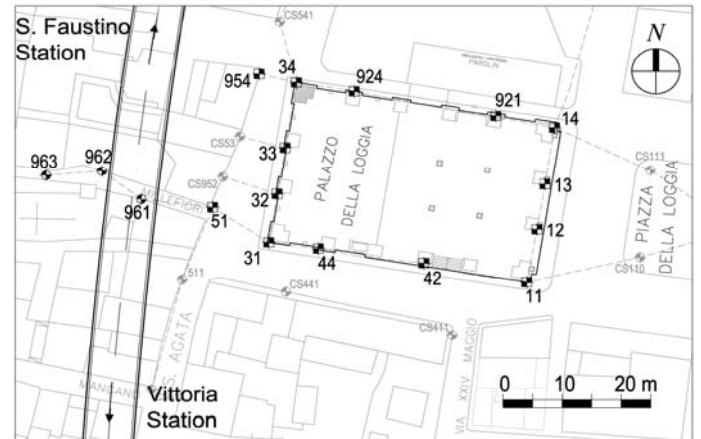 S. Faustino
Station
CS541
N
34
924
954
PAROLIN
921
14
CS53
33
963
962
CS111
PALAZZO
DELLA LOGGIA
13
CS952
961
MILLEFIORI
32
51
12
PIAZZA
DELLA LOGGIA
31
44
42
CS110
11
511
CS441
S. AGATA
CS411
VIA XXIV MAGGIO
MANGANO
0 10 20 m
Vittoria
Station